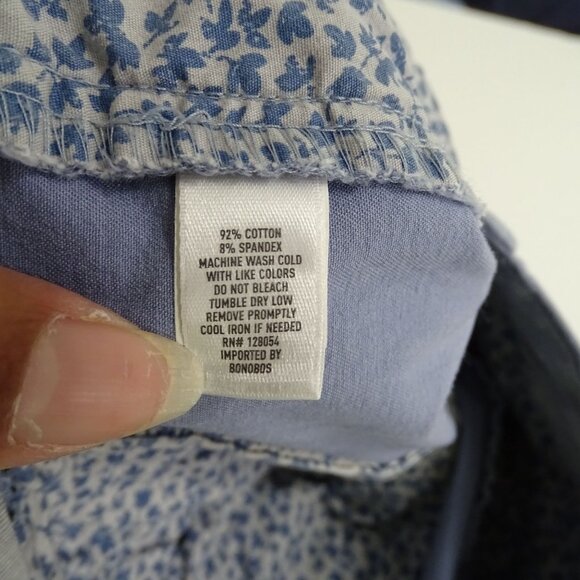 92% COTTON
8% SPANDEX
MACHINE WASH COLD
WITH LIKE COLORS
DO NOT BLEACH
TUMBLE DRY LOW
REMOVE PROMPTLY
COOL IRON IF NEEDED
RN# 128054
IMPORTED BY
BONOBOS